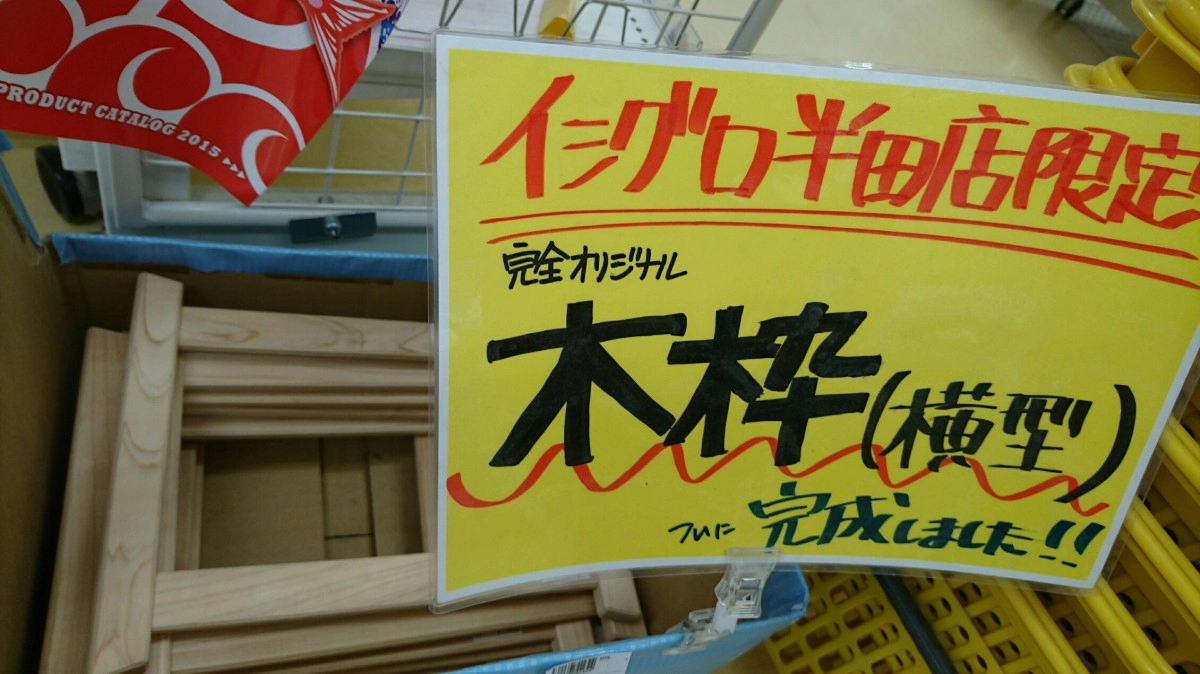 PRODUCT CATALOG 2015
イシグロ半田店限定
完全オリジナル
木枠(横型)
ついに 完成しました!!